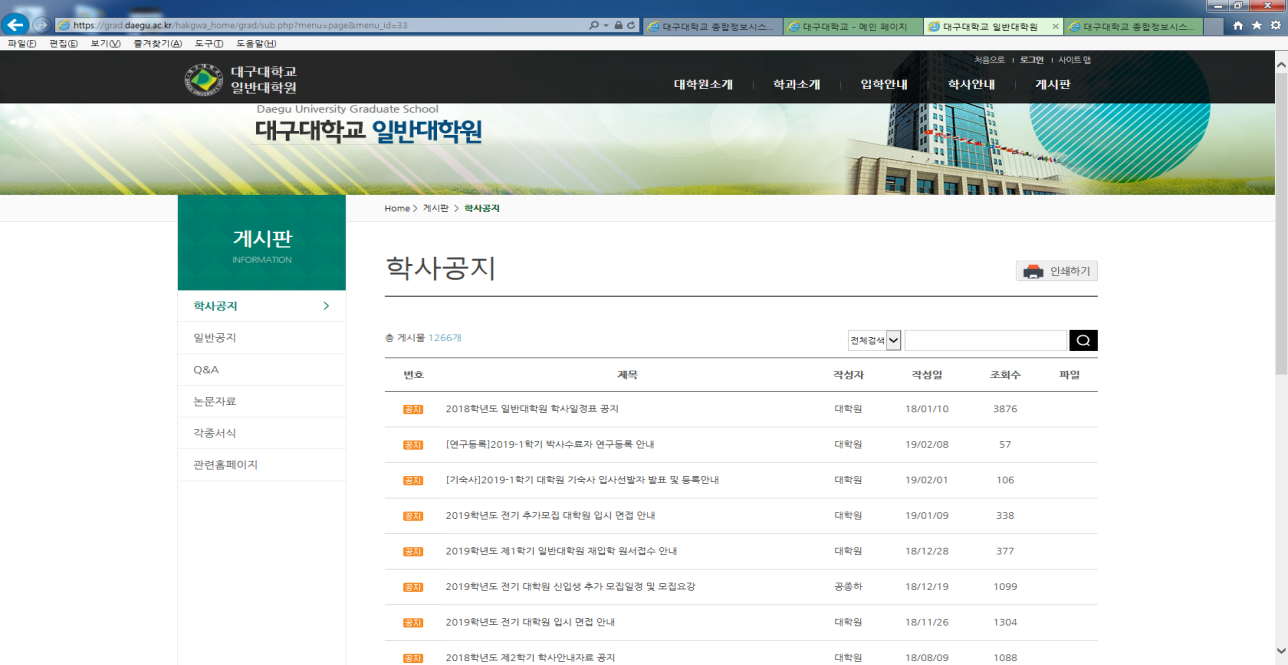 https://grad.daegu.ac.kr/hakgwa_home/grad/sub.php?menu=page&menu_id=33
대구대학교 종합정보시스...
대구대학교 - 메인 페이지
대구대학교 일반대학원
대구대학교 종합정보시스...
파일(F) 편집(E) 보기(V) 즐겨찾기(A) 도구(T) 도움말(H)
처음으로 로그인 사이트 맵
대구대학교
일반대학원
대학원소개 학과소개 입학안내 학사안내 게시판
Daegu University Graduate School
대구대학교 일반대학원
게시판
INFORMATION
학사공지
일반공지
Q&A
논문자료
각종서식
관련홈페이지
Home > 게시판 > 학사공지
학사공지
인쇄하기
총 게시물 1266개
전체검색
번호 제목 작성자 작성일 조회수 파일
공지 2018학년도 일반대학원 학사일정표 공지 대학원 18/01/10 3876
공지 [연구등록]2019-1학기 박사수료자 연구등록 안내 대학원 19/02/08 57
공지 [기숙사]2019-1학기 대학원 기숙사 입사선발자 발표 및 등록안내 대학원 19/02/01 106
공지 2019학년도 전기 추가모집 대학원 입시 면접 안내 대학원 19/01/09 338
공지 2019학년도 제1학기 일반대학원 재입학 원서접수 안내 대학원 18/12/28 377
공지 2019학년도 전기 대학원 신입생 추가 모집일정 및 모집요강 공종하 18/12/19 1099
공지 2019학년도 전기 대학원 입시 면접 안내 대학원 18/11/26 1304
공지 2018학년도 제2학기 학사안내자료 공지 대학원 18/08/09 1088